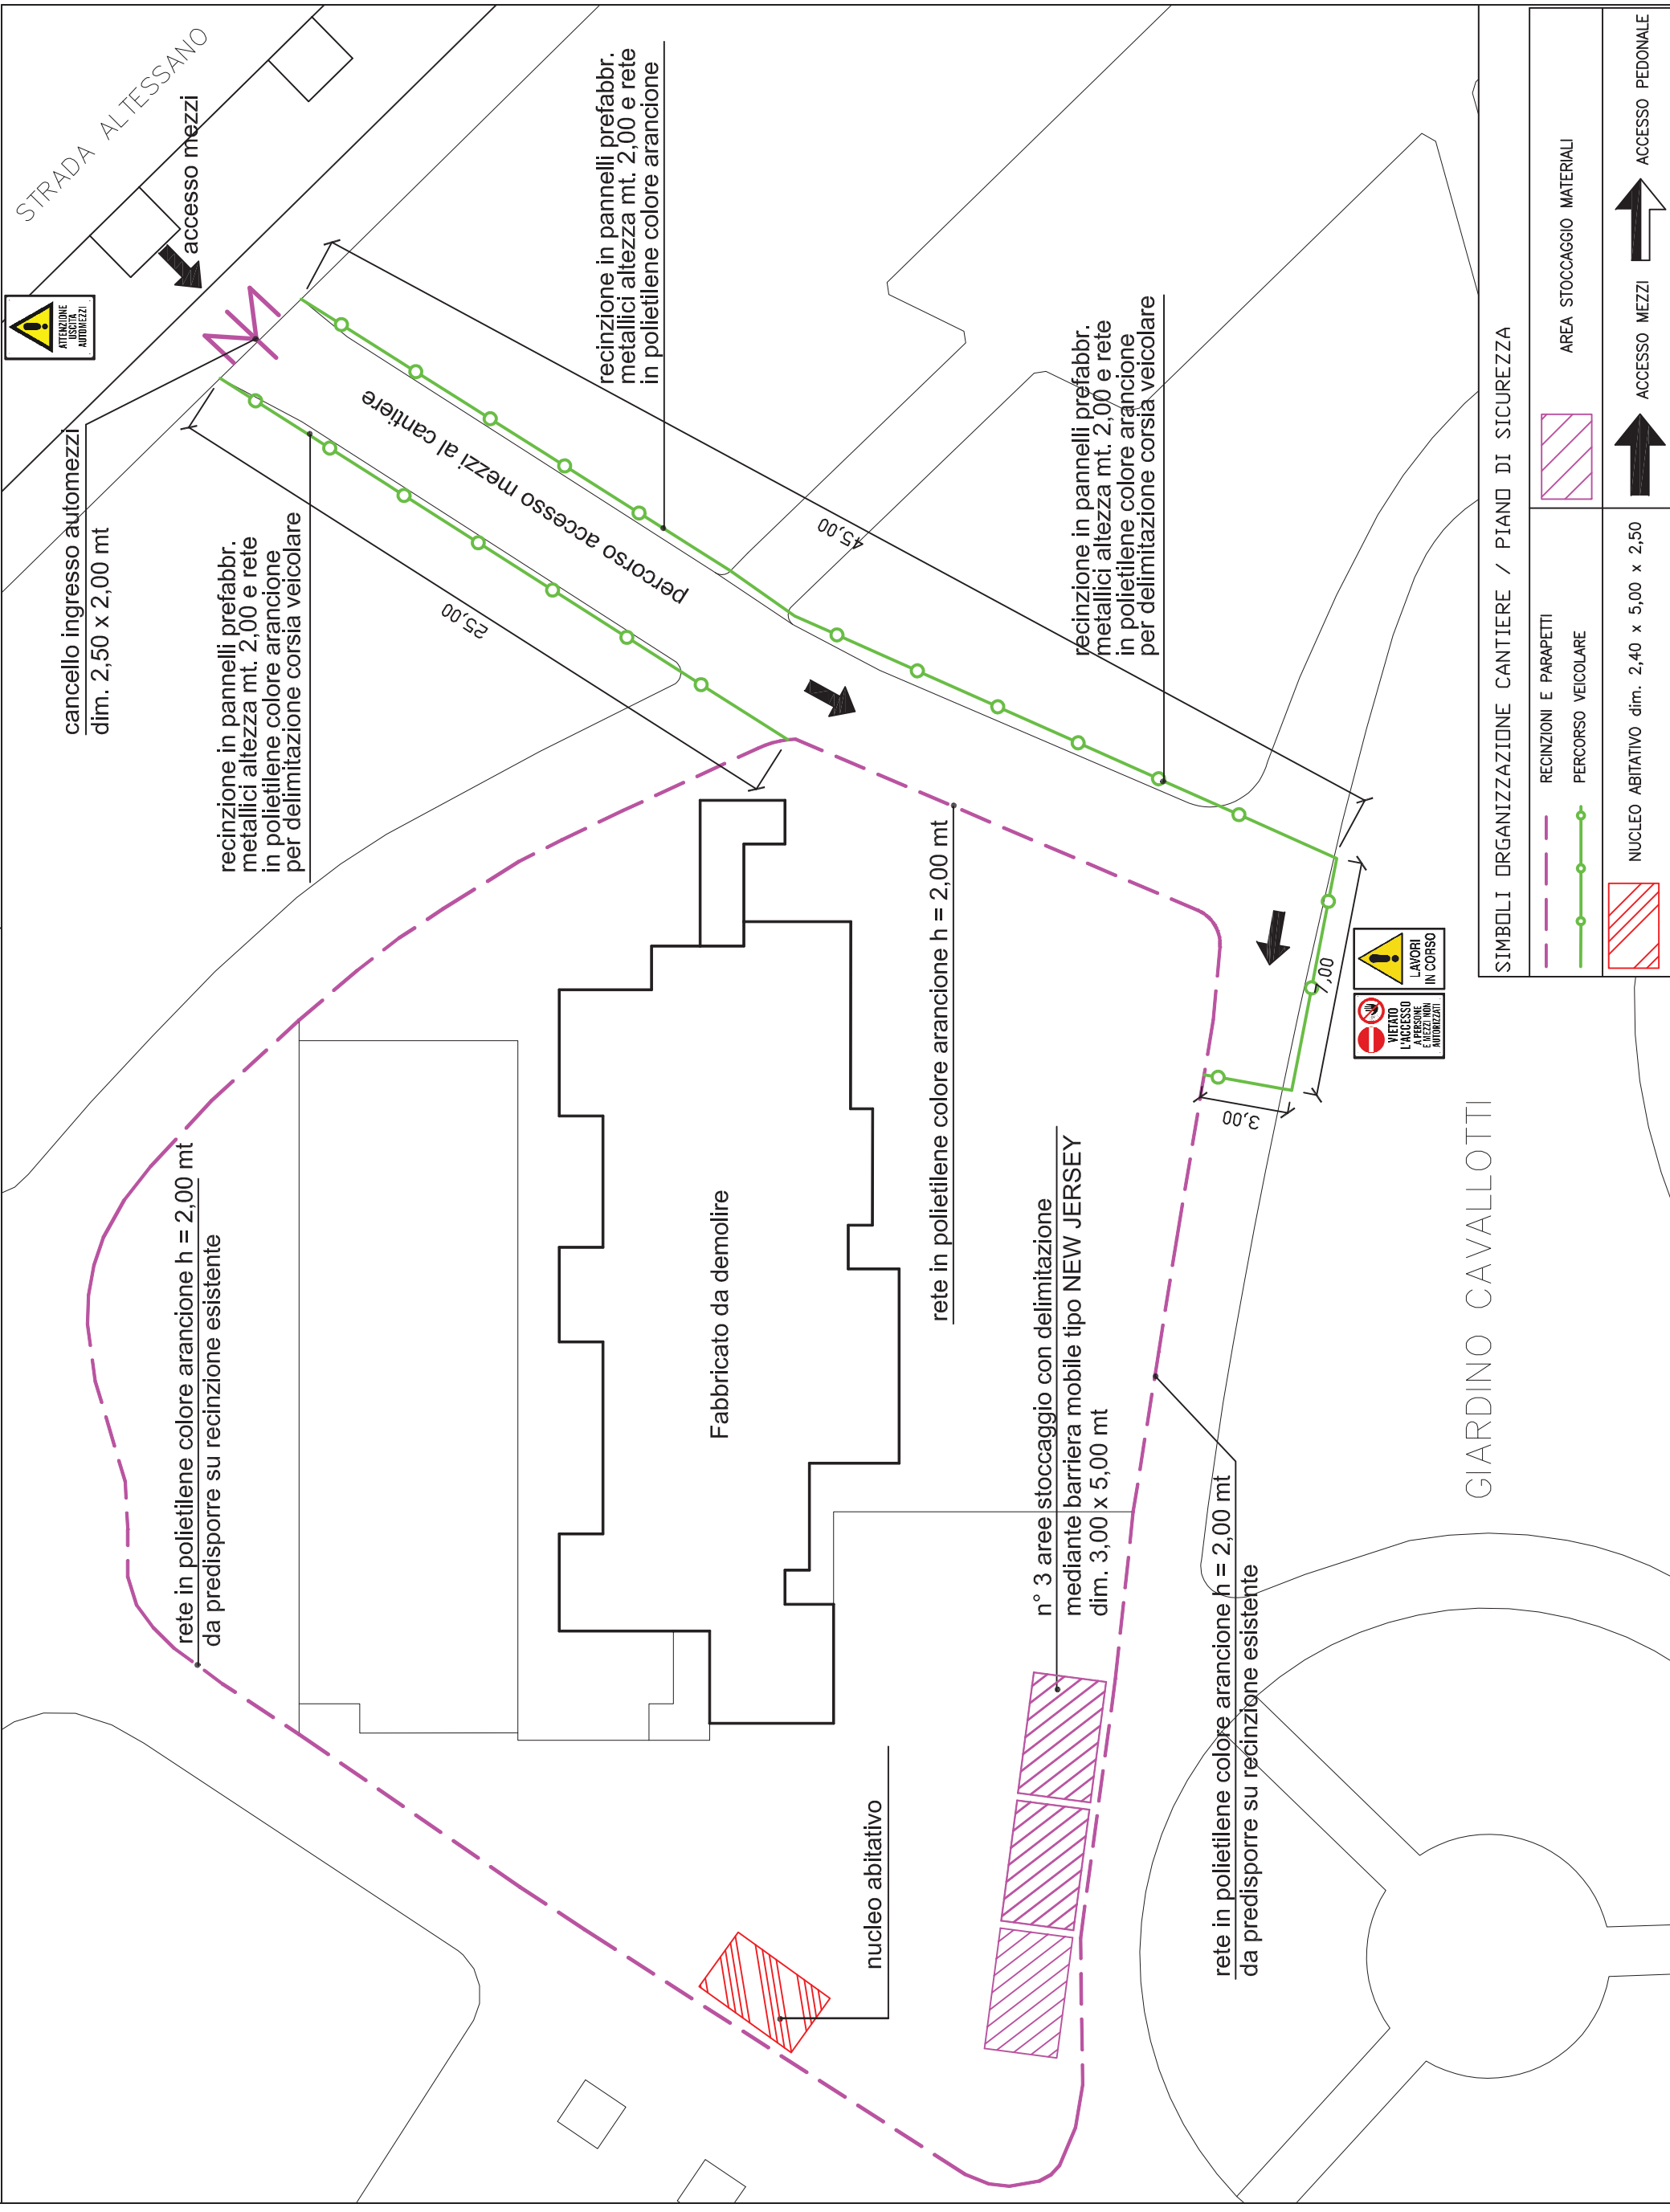 STRADA ALTESSANO
accesso mezzi
ATTENZIONE
USCITA
AUTOMEZZI
cancello ingresso automezzi
dim. 2,50 x 2,00 mt
recinzione in pannelli prefabbr.
metallici altezza mt. 2,00 e rete
in polietilene colore arancione
per delimitazione corsia veicolare
recinzione in pannelli prefabbr.
metallici altezza mt. 2,00 e rete
in polietilene colore arancione
percorso accesso mezzi al cantiere
25,00
45,00
recinzione in pannelli prefabbr.
metallici altezza mt. 2,00 e rete
in polietilene colore arancione
per delimitazione corsia veicolare
rete in polietilene colore arancione h = 2,00 mt
da predisporre su recinzione esistente
Fabbricato da demolire
rete in polietilene colore arancione h = 2,00 mt
n° 3 aree stoccaggio con delimitazione
mediante barriera mobile tipo NEW JERSEY
dim. 3,00 x 5,00 mt
3,00
7,00
VIETATO
L'ACCESSO
A PERSONE
E MEZZI NON
AUTORIZZATI
LAVORI
IN CORSO
nucleo abitativo
rete in polietilene colore arancione h = 2,00 mt
da predisporre su recinzione esistente
GIARDINO CAVALLOTTI
SIMBOLI ORGANIZZAZIONE CANTIERE / PIANO DI SICUREZZA
RECINZIONI E PARAPETTI
PERCORSO VEICOLARE
AREA STOCCAGGIO MATERIALI
NUCLEO ABITATIVO dim. 2,40 x 5,00 x 2,50
ACCESSO MEZZI
ACCESSO PEDONALE